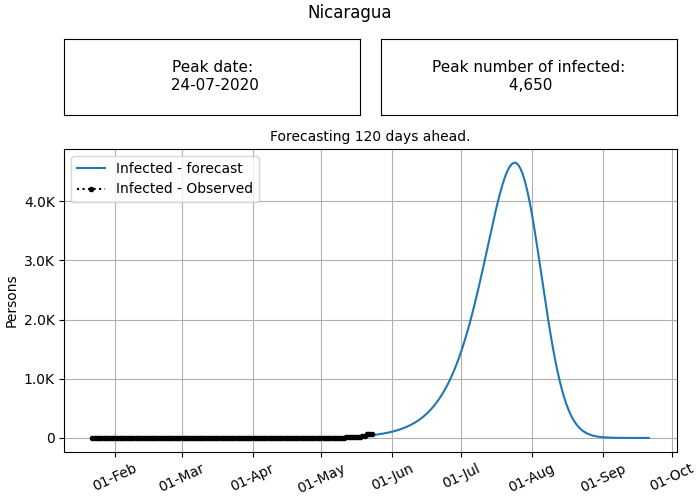 Nicaragua
Peak date:
24-07-2020
Peak number of infected:
4,650
Forecasting 120 days ahead.
Infected - forecast
Infected - Observed
4.0K
3.0K
2.0K
1.0K
0
Persons
01-Feb
01-Mar
01-Apr
01-May
01-Jun
01-Jul
01-Aug
01-Sep
01-Oct